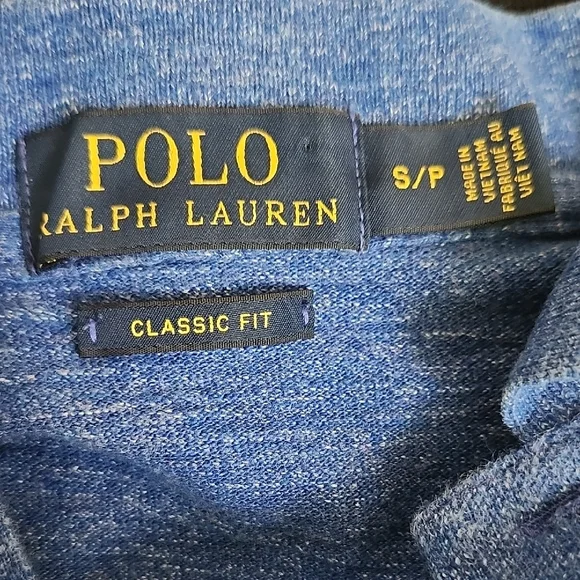 POLO
RALPH LAUREN
S/P
MADE IN
VIETNAM
FABRIQUÉ AU
VIET NAM
CLASSIC FIT